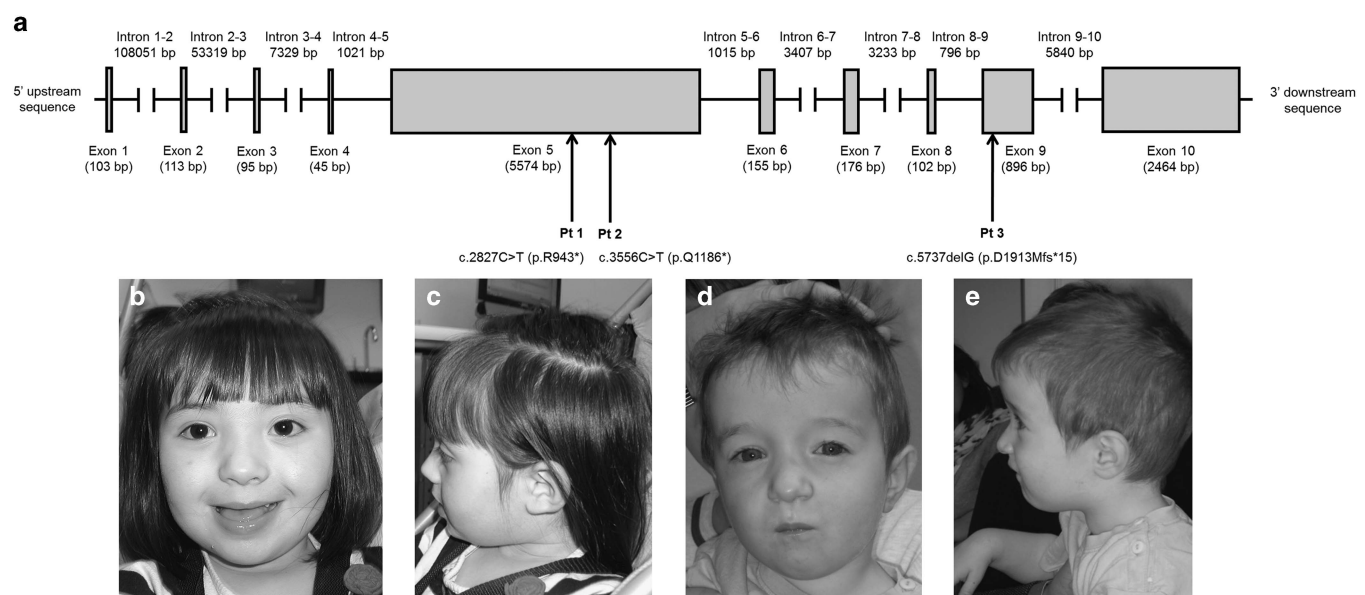 a
Intron 1-2 Intron 2-3 Intron 3-4 Intron 4-5 Intron 5-6 Intron 6-7 Intron 7-8 Intron 8-9 Intron 9-10
108051 bp 53319 bp 7329 bp 1021 bp 1015 bp 3407 bp 3233 bp 796 bp 5840 bp
5' upstream 3' downstream
sequence sequence
Exon 1 Exon 2 Exon 3 Exon 4 Exon 5 Exon 6 Exon 7 Exon 8 Exon 9 Exon 10
(103 bp) (113 bp) (95 bp) (45 bp) (5574 bp) (155 bp) (176 bp) (102 bp) (896 bp) (2464 bp)
Pt 1 Pt 2 Pt 3
c.2827C>T (p.R943*) c.3556C>T (p.Q1186*) c.5737delG (p.D1913Mfs*15)
b c d e